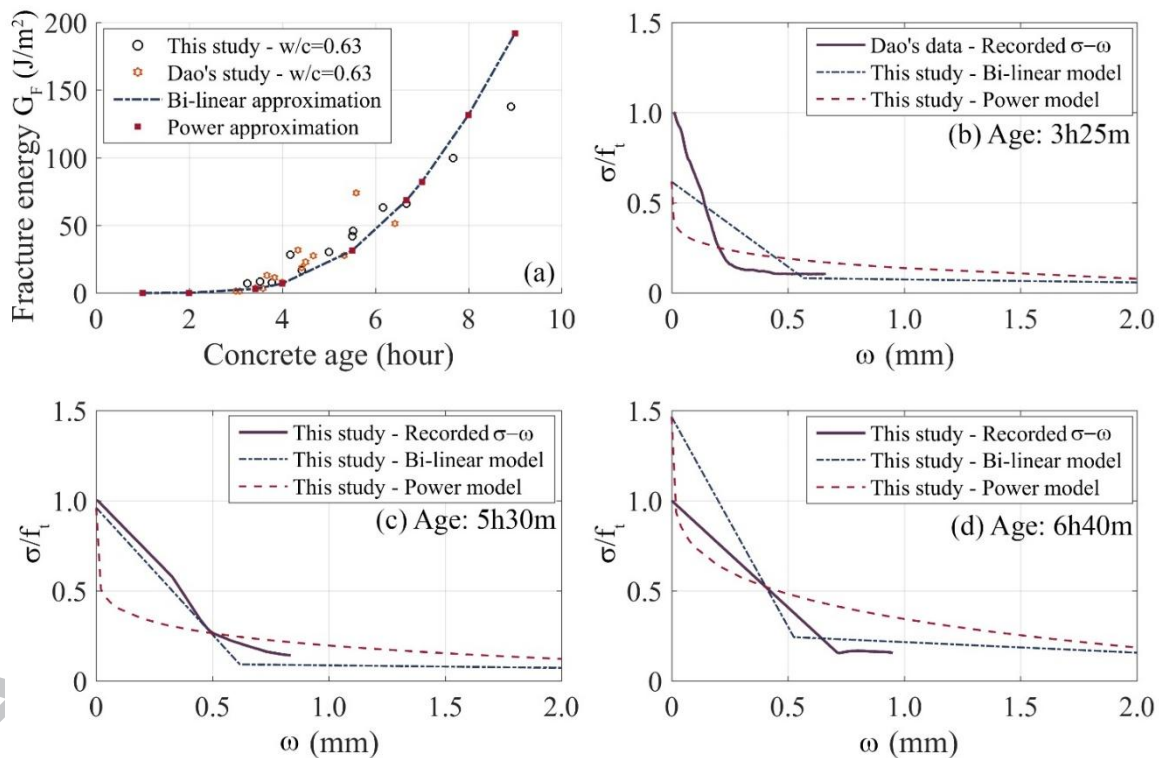 200
150
100
50
0
Fracture energy G_F (J/m²)
This study - w/c=0.63
Dao's study - w/c=0.63
Bi-linear approximation
Power approximation
(a)
0 2 4 6 8 10
Concrete age (hour)
1.5
1.0
0.5
0
σ/f_t
Dao's data - Recorded σ−ω
This study - Bi-linear model
This study - Power model
(b) Age: 3h25m
0 0.5 1.0 1.5 2.0
ω (mm)
1.5
1.0
0.5
0
σ/f_t
This study - Recorded σ−ω
This study - Bi-linear model
This study - Power model
(c) Age: 5h30m
0 0.5 1.0 1.5 2.0
ω (mm)
1.5
1.0
0.5
0
σ/f_t
This study - Recorded σ−ω
This study - Bi-linear model
This study - Power model
(d) Age: 6h40m
0 0.5 1.0 1.5 2.0
ω (mm)